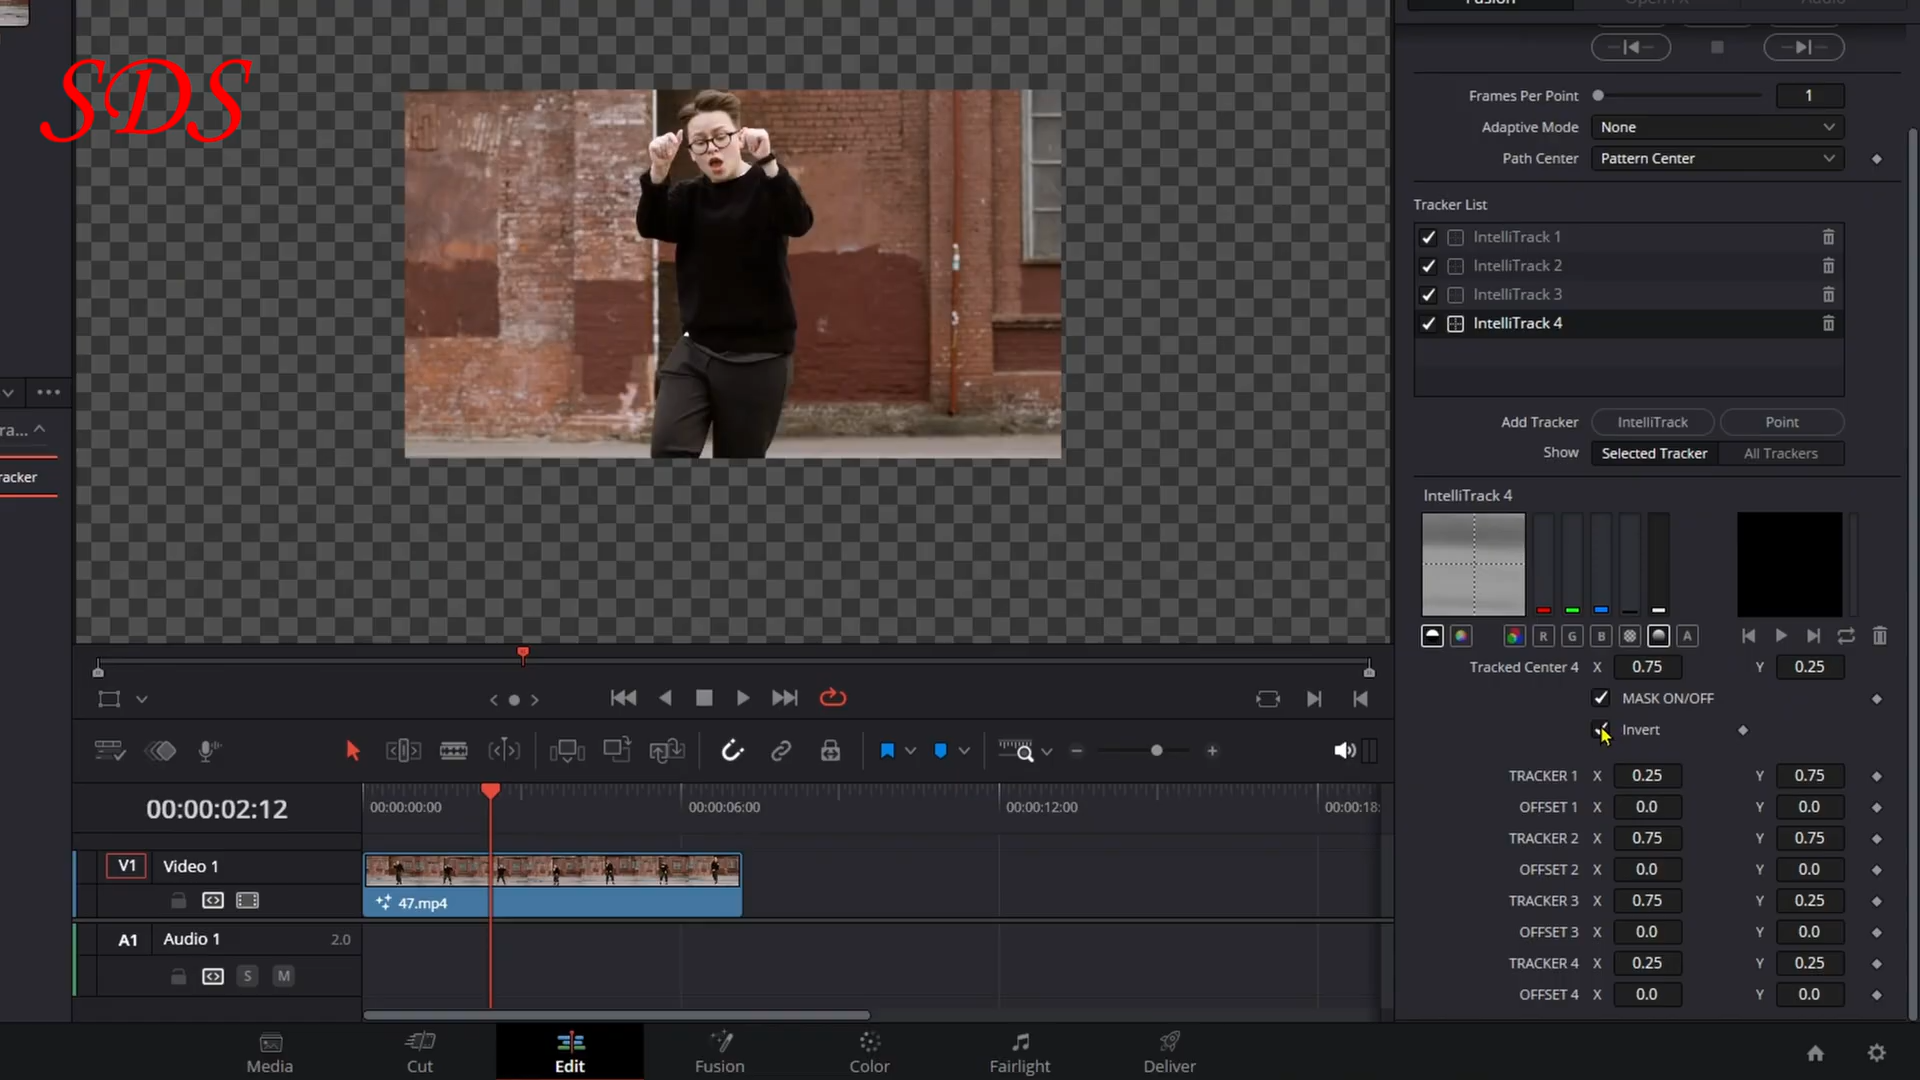 Fusion
Open FX
Audio
SDS
Frames Per Point 1
Adaptive Mode None
Path Center Pattern Center
Tracker List
IntelliTrack 1
IntelliTrack 2
IntelliTrack 3
IntelliTrack 4
Add Tracker IntelliTrack Point
Show Selected Tracker All Trackers
ra...
racker
IntelliTrack 4
R G B A
Tracked Center 4 X 0.75 Y 0.25
MASK ON/OFF
Invert
TRACKER 1 X 0.25 Y 0.75
OFFSET 1 X 0.0 Y 0.0
TRACKER 2 X 0.75 Y 0.75
OFFSET 2 X 0.0 Y 0.0
TRACKER 3 X 0.75 Y 0.25
OFFSET 3 X 0.0 Y 0.0
TRACKER 4 X 0.25 Y 0.25
OFFSET 4 X 0.0 Y 0.0
00:00:02:12
00:00:00:00 00:00:06:00 00:00:12:00 00:00:18:
V1 Video 1
47.mp4
A1 Audio 1 2.0
S M
Media Cut Edit Fusion Color Fairlight Deliver